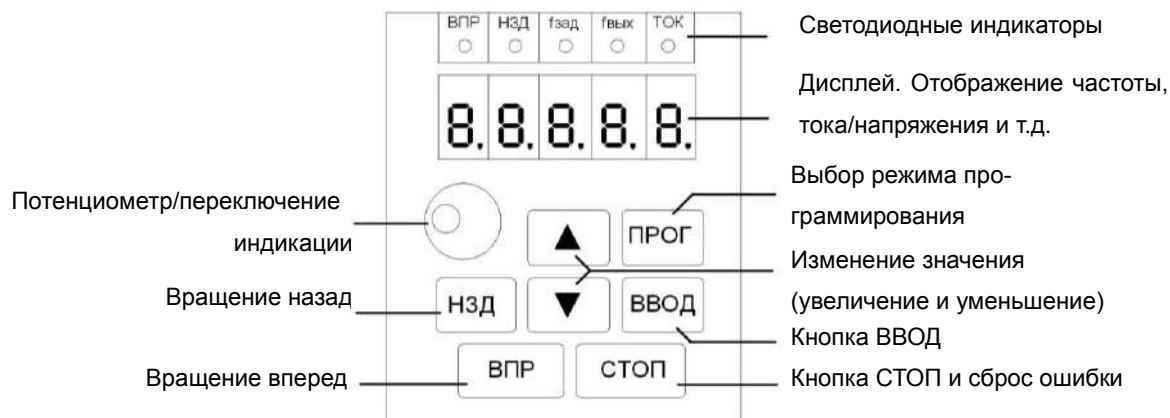 ВПР НЗД fзад fвых ТОК
Светодиодные индикаторы
8. 8. 8. 8. 8.
Дисплей. Отображение частоты,
тока/напряжения и т.д.
Выбор режима про-
граммирования
Потенциометр/переключение
индикации
ПРОГ
Изменение значения
(увеличение и уменьшение)
Вращение назад
НЗД
ВВОД
Кнопка ВВОД
Вращение вперед
ВПР
СТОП
Кнопка СТОП и сброс ошибки